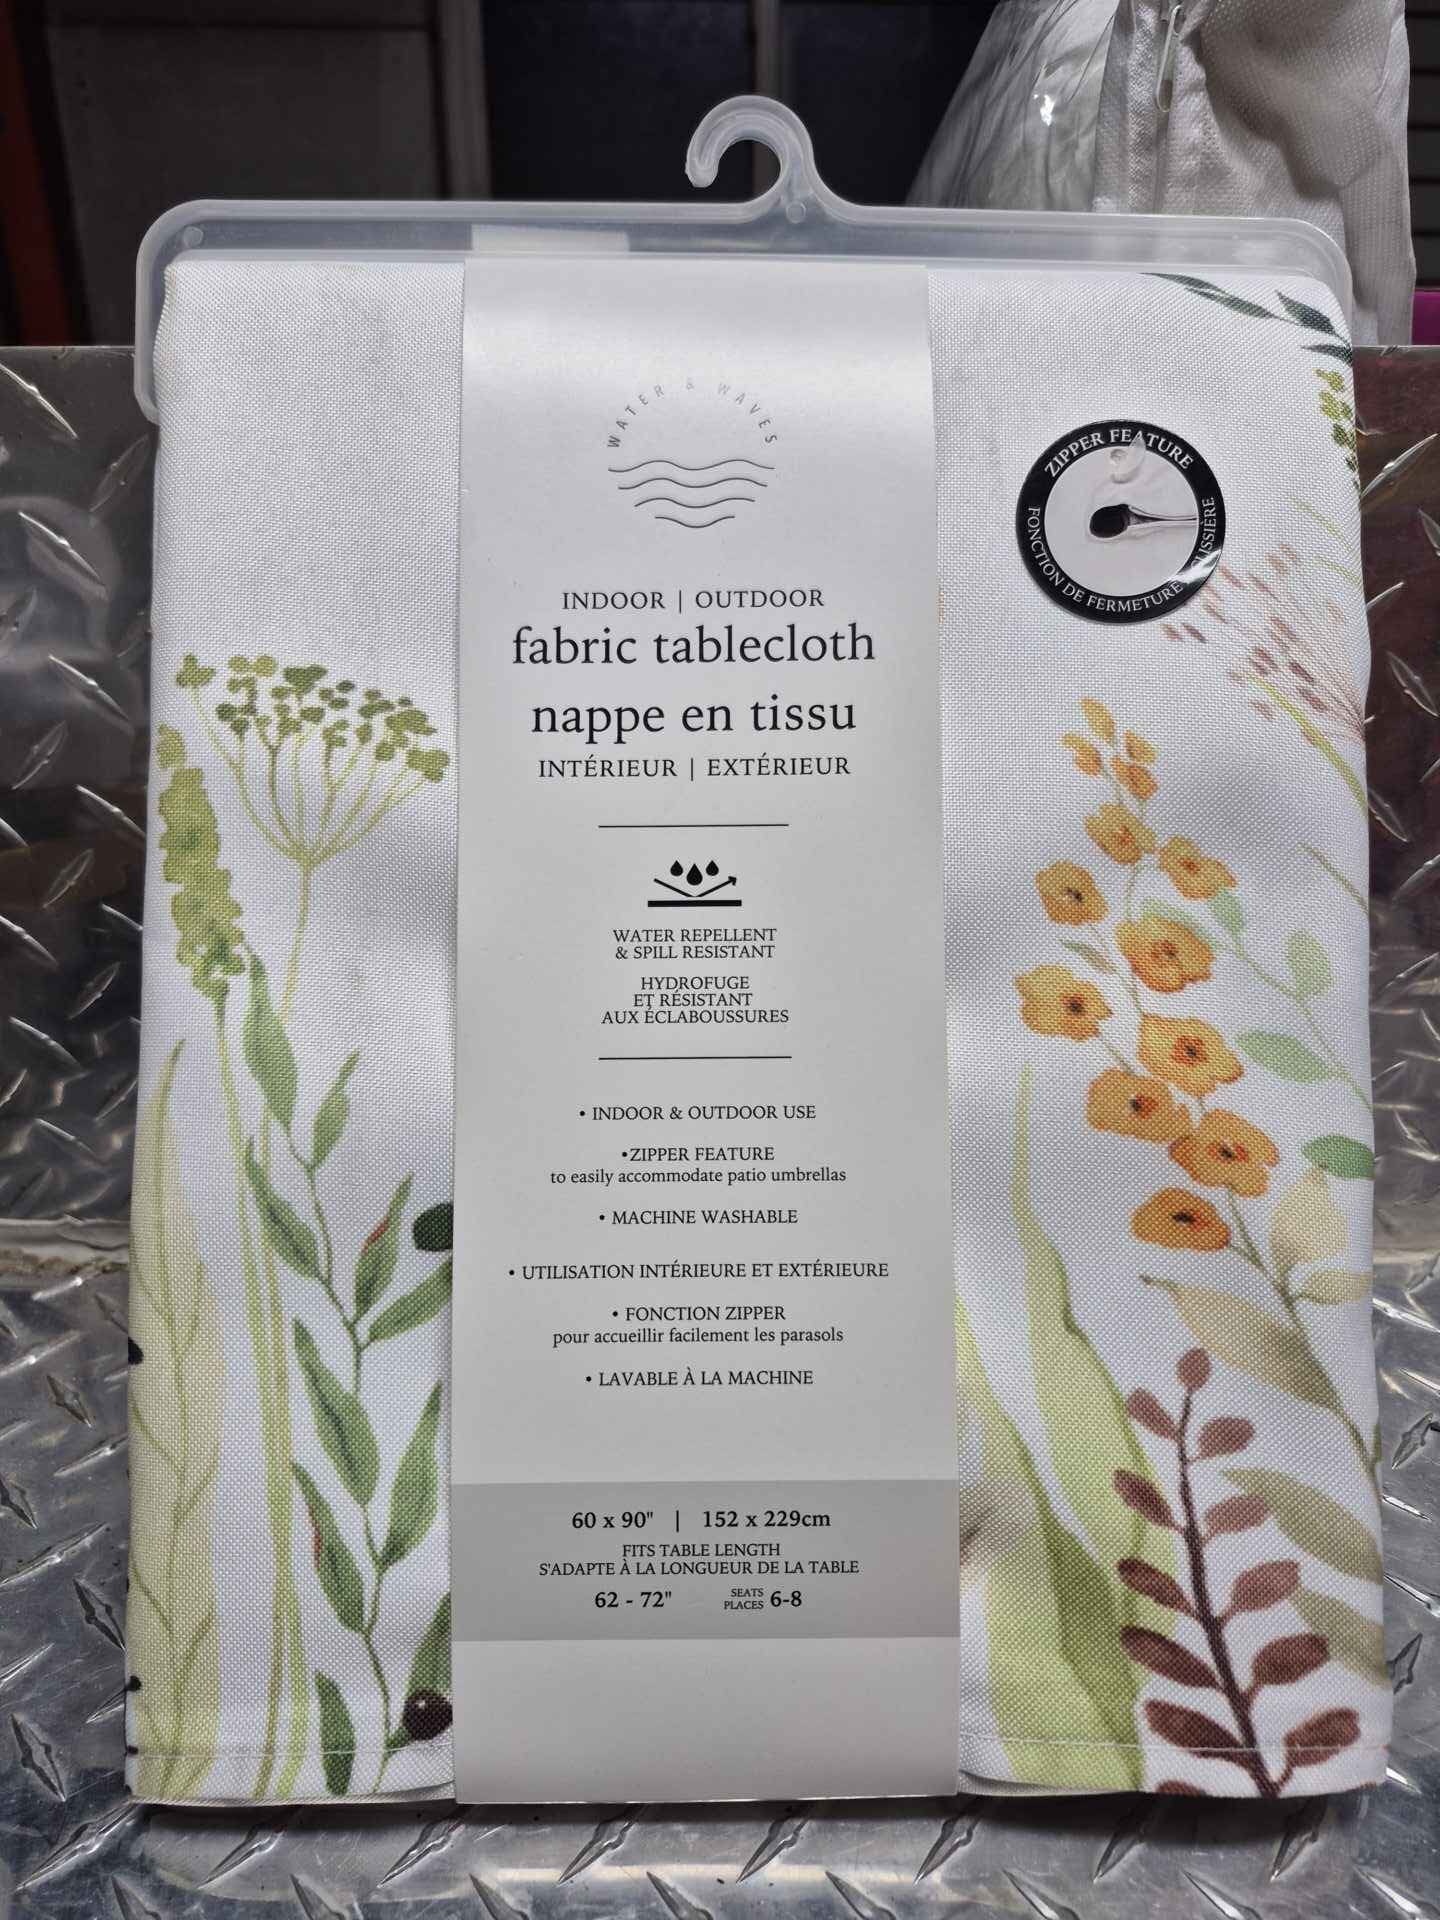 WATER & WAVES
ZIPPER FEATURE
FONCTION DE FERMETURE
INDOOR | OUTDOOR
fabric tablecloth
nappe en tissu
INTÉRIEUR | EXTÉRIEUR
WATER REPELLENT
& SPILL RESISTANT
HYDROFUGE
ET RÉSISTANT
AUX ÉCLABOUSSURES
• INDOOR & OUTDOOR USE
•ZIPPER FEATURE
to easily accommodate patio umbrellas
• MACHINE WASHABLE
• UTILISATION INTÉRIEURE ET EXTÉRIEURE
• FONCTION ZIPPER
pour accueillir facilement les parasols
• LAVABLE À LA MACHINE
60 x 90" | 152 x 229cm
FITS TABLE LENGTH
S'ADAPTE À LA LONGUEUR DE LA TABLE
62 - 72" SEATS PLACES 6-8